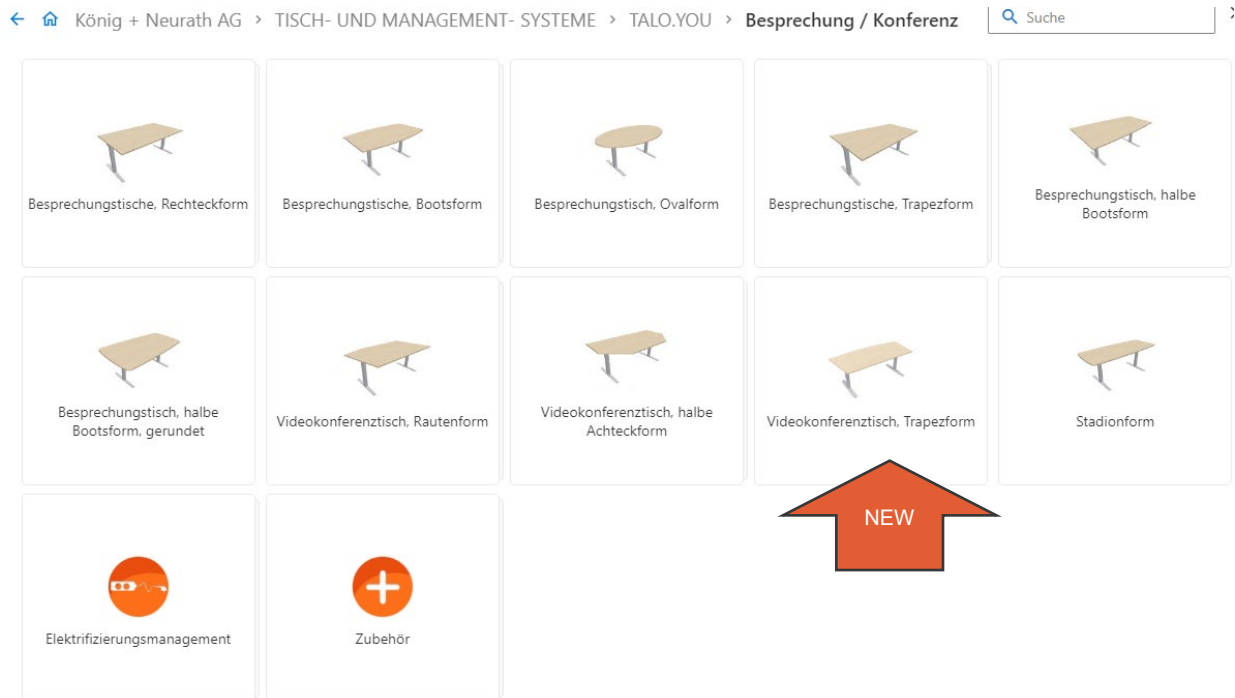 König + Neurath AG > TISCH- UND MANAGEMENT- SYSTEME > TALO.YOU > Besprechung / Konferenz
Suche
Besprechungstische, Rechteckform
Besprechungstische, Bootsform
Besprechungstisch, Ovalform
Besprechungstische, Trapezform
Besprechungstisch, halbe
Bootsform
Besprechungstisch, halbe
Bootsform, gerundet
Videokonferenztisch, Rautenform
Videokonferenztisch, halbe
Achteckform
Videokonferenztisch, Trapezform
Stadionform
NEW
Elektrifizierungsmanagement
Zubehör